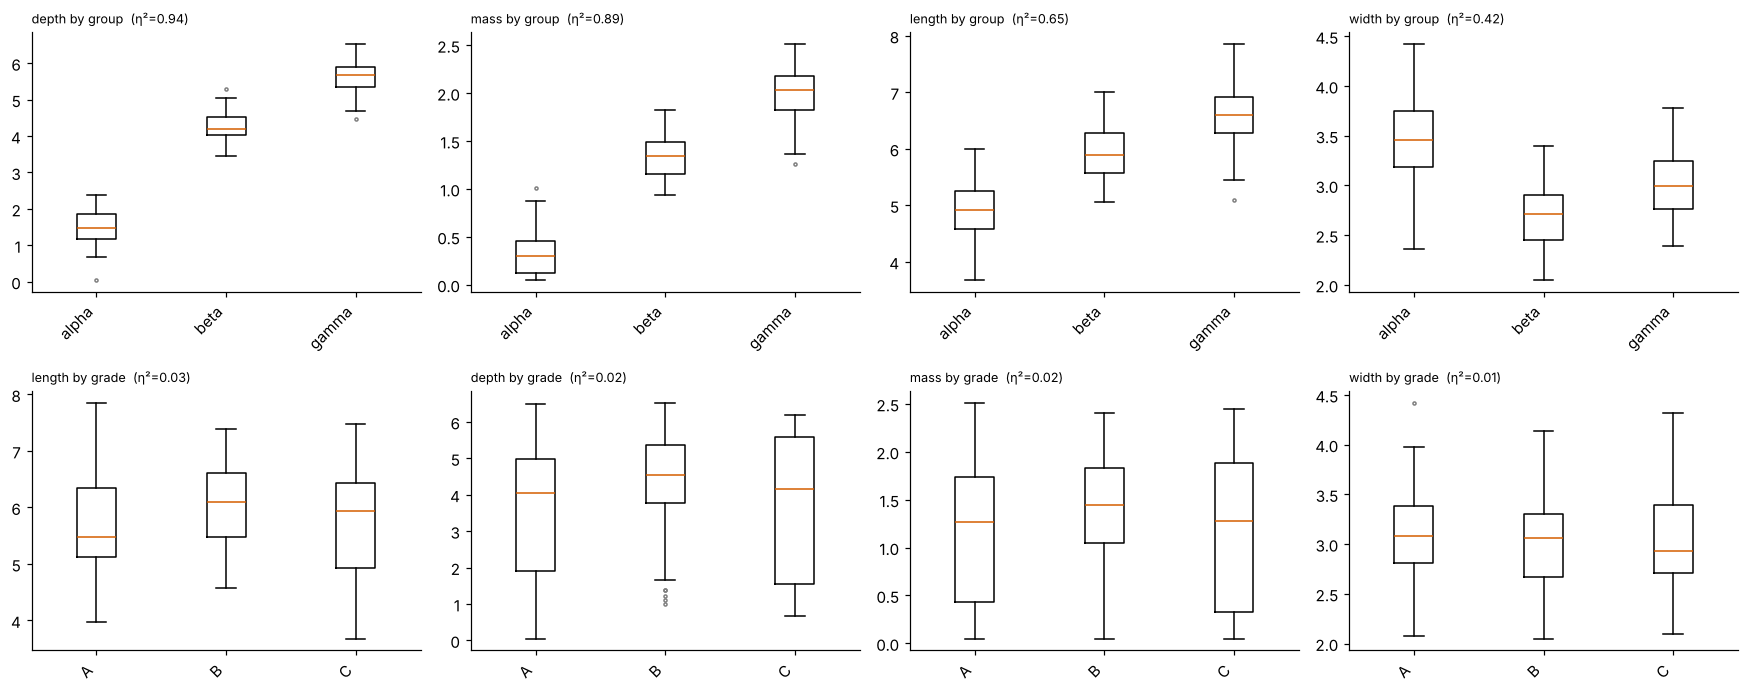 depth by group (η²=0.94)
6
5
4
3
2
1
0
alpha
beta
gamma
mass by group (η²=0.89)
2.5
2.0
1.5
1.0
0.5
0.0
alpha
beta
gamma
length by group (η²=0.65)
8
7
6
5
4
alpha
beta
gamma
width by group (η²=0.42)
4.5
4.0
3.5
3.0
2.5
2.0
alpha
beta
gamma
length by grade (η²=0.03)
8
7
6
5
4
A
B
C
depth by grade (η²=0.02)
6
5
4
3
2
1
0
A
B
C
mass by grade (η²=0.02)
2.5
2.0
1.5
1.0
0.5
0.0
A
B
C
width by grade (η²=0.01)
4.5
4.0
3.5
3.0
2.5
2.0
A
B
C